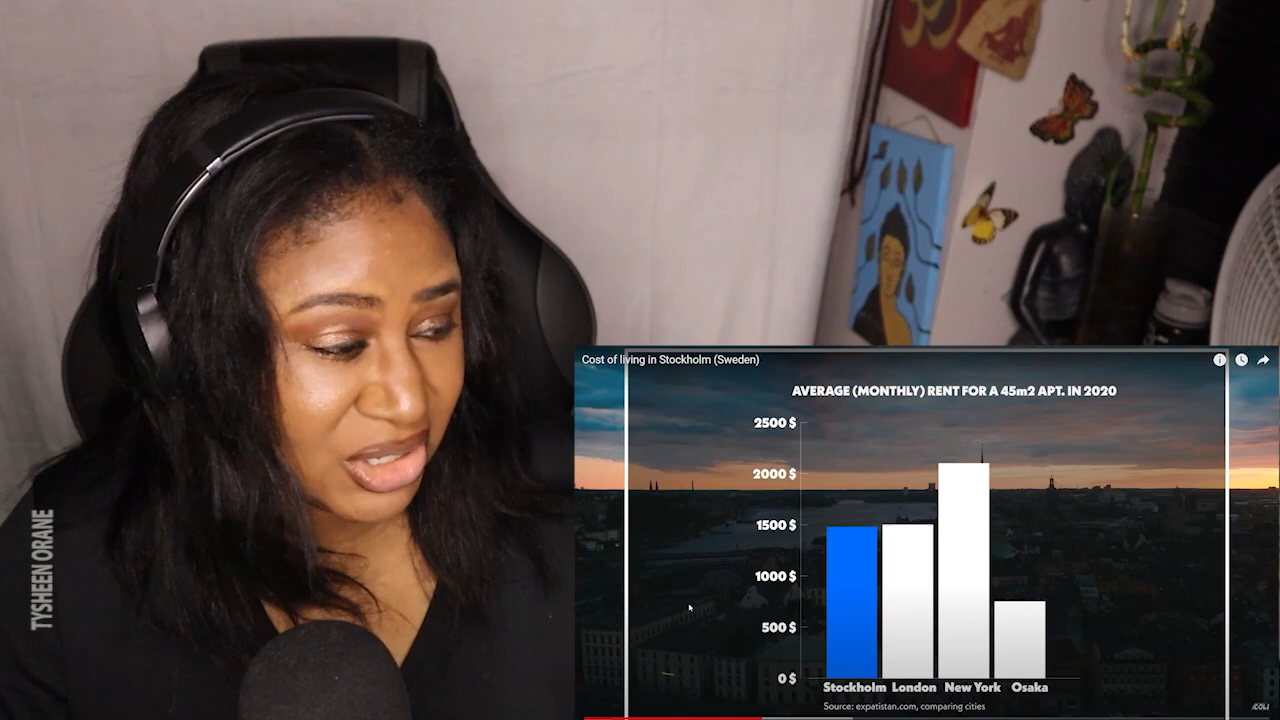 TYSHEEN ORANE
Cost of living in Stockholm (Sweden)
AVERAGE (MONTHLY) RENT FOR A 45m2 APT. IN 2020
2500 $
2000 $
1500 $
1000 $
500 $
0 $
Stockholm London New York Osaka
Source: expatistan.com, comparing cities